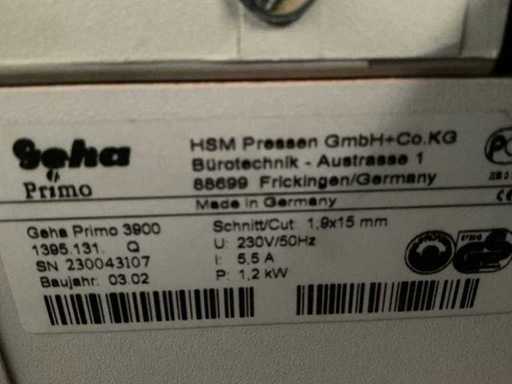 Geha
Primo
HSM Pressen GmbH+Co.KG
Bürotechnik - Austrasse 1
88699 Frickingen/Germany
Made in Germany
Geha Primo 3900
1395.131. Q
SN 230043107
Baujahr: 03.02
Schnitt/Cut: 1,9x15 mm
U: 230V/50Hz
I: 5,5 A
P: 1,2 kW